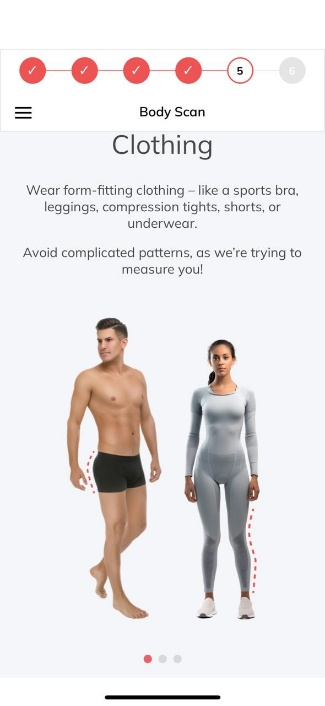 ✓ ✓ ✓ ✓ 5 6
Body Scan
Clothing
Wear form-fitting clothing – like a sports bra,
leggings, compression tights, shorts, or
underwear.
Avoid complicated patterns, as we’re trying to
measure you!